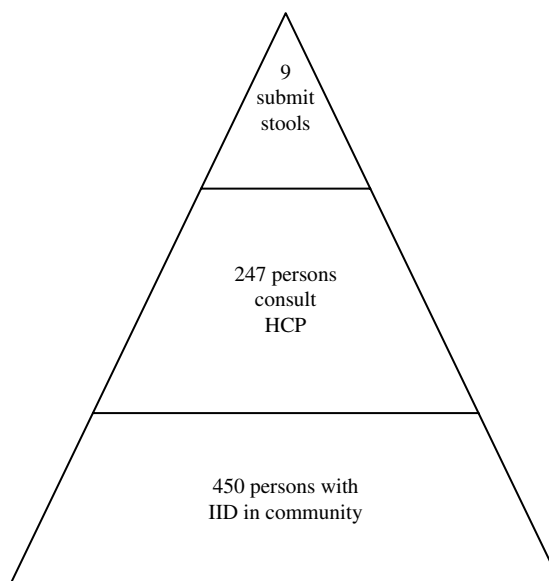 9
submit
stools
247 persons
consult
HCP
450 persons with
IID in community